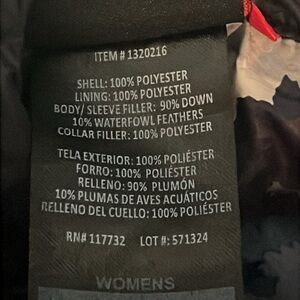 ITEM # 1320216
SHELL: 100% POLYESTER
LINING: 100% POLYESTER
BODY/ SLEEVE FILLER: 90% DOWN
10% WATERFOWL FEATHERS
COLLAR FILLER: 100% POLYESTER
TELA EXTERIOR: 100% POLIÉSTER
FORRO: 100% POLIÉSTER
RELLENO: 90% PLUMÓN
10% PLUMAS DE AVES ACUÁTICOS
RELLENO DEL CUELLO: 100% POLIÉSTER
RN# 117732 LOT #: 571324
WOMENS